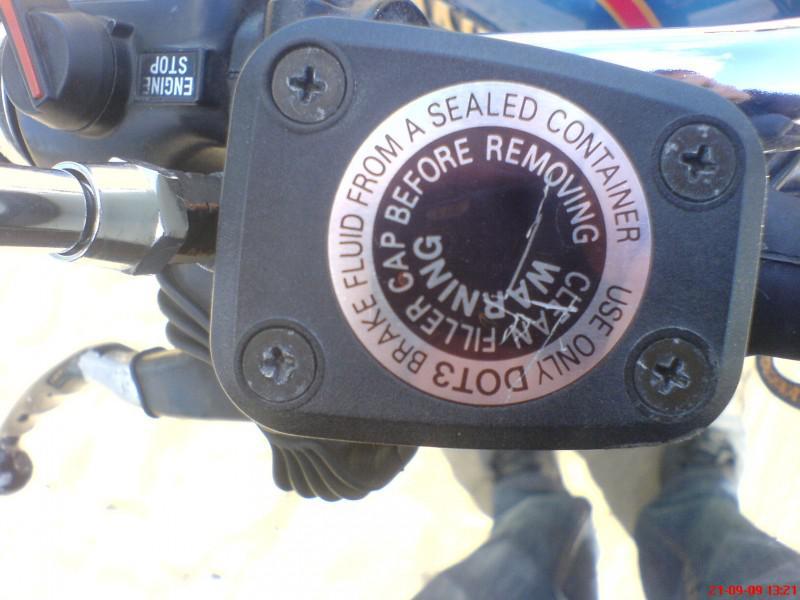 ENGINE
STOP
USE ONLY DOT3 BRAKE FLUID FROM A SEALED CONTAINER
WARNING
CLEAN FILLER CAP BEFORE REMOVING
21-09-09 13:21